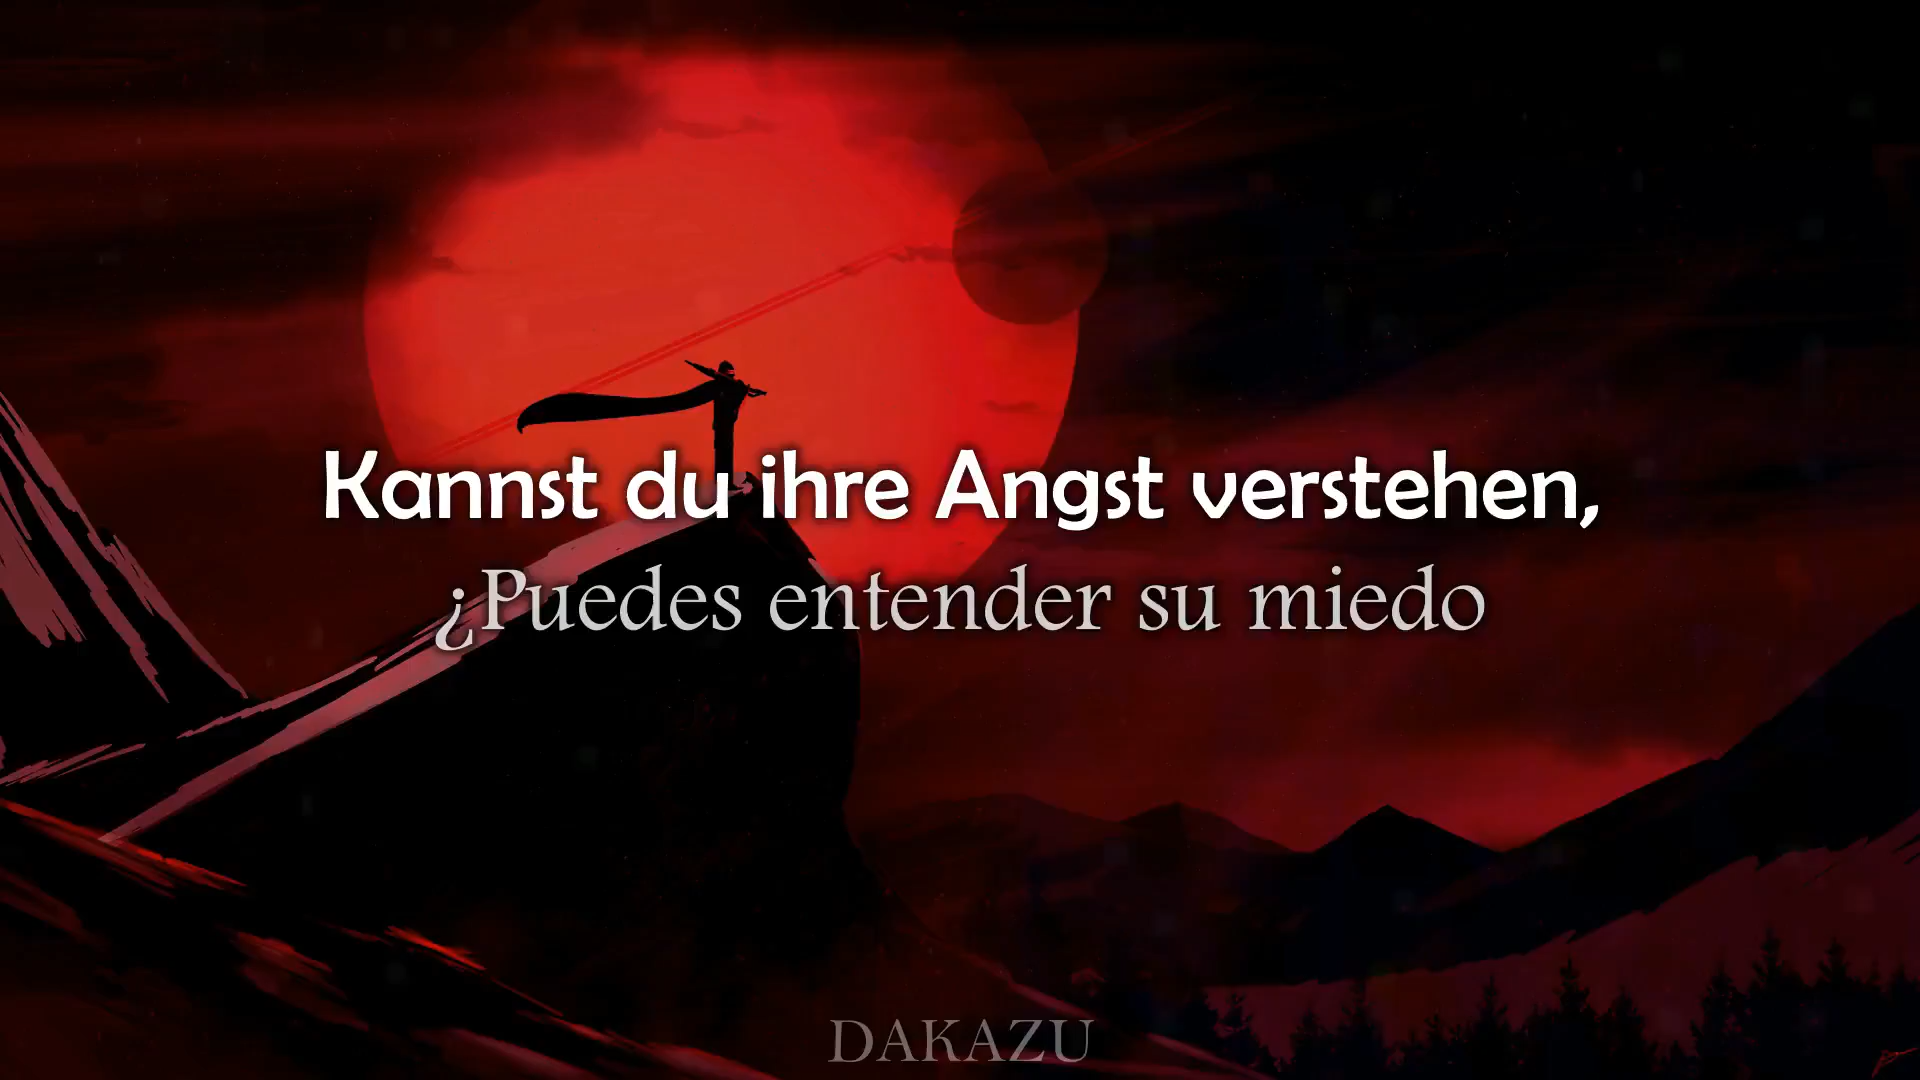 Kannst du ihre Angst verstehen,
¿Puedes entender su miedo
DAKAZU